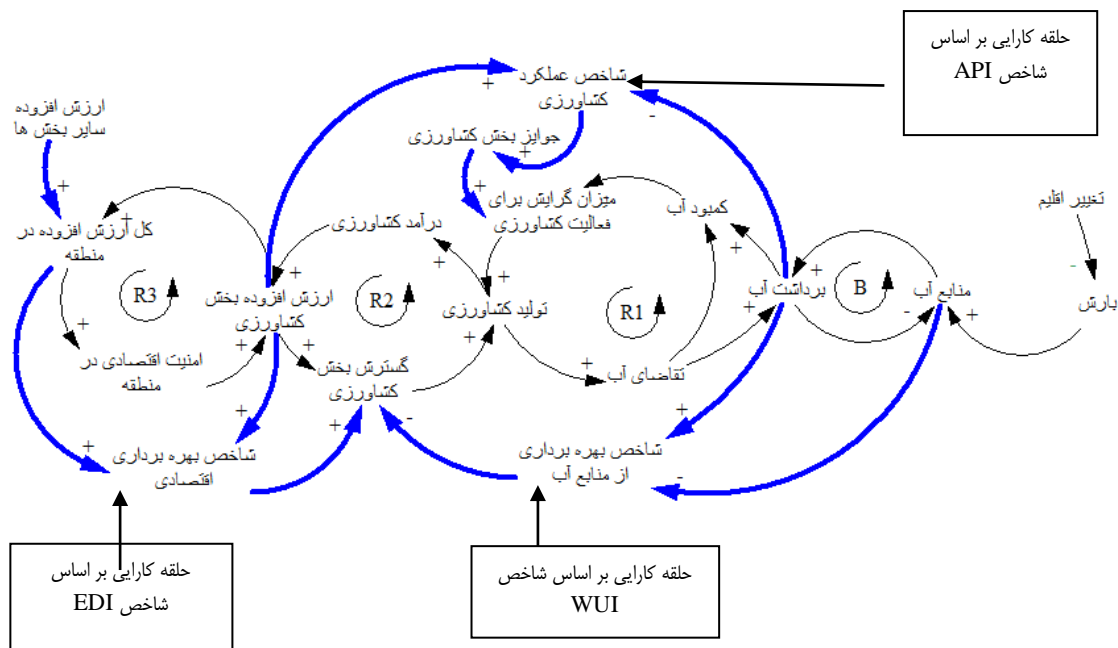 حلقه کارایی بر اساس
شاخص API
شاخص عملکرد
کشاورزی
+
-
ارزش افزوده
سایر بخش ها
جوایز بخش کشاورزی
+
+
+
میزان گرایش برای
فعالیت کشاورزی
کمبود آب
تغییر اقلیم
+
کل ارزش افزوده در
منطقه
درآمد کشاورزی
+
+
+
R3
ارزش افزوده بخش
کشاورزی
+
R2
+
تولید کشاورزی
R1
برداشت آب
+
+
B
منابع آب
-
+
-
بارش
+
امنیت اقتصادی در
منطقه
+
+
گسترش بخش
کشاورزی
+
+
تقاضای آب
+
+
-
+
+
شاخص بهره برداری
اقتصادی
شاخص بهره برداری
از منابع آب
-
حلقه کارایی بر اساس
شاخص EDI
حلقه کارایی بر اساس شاخص
WUI